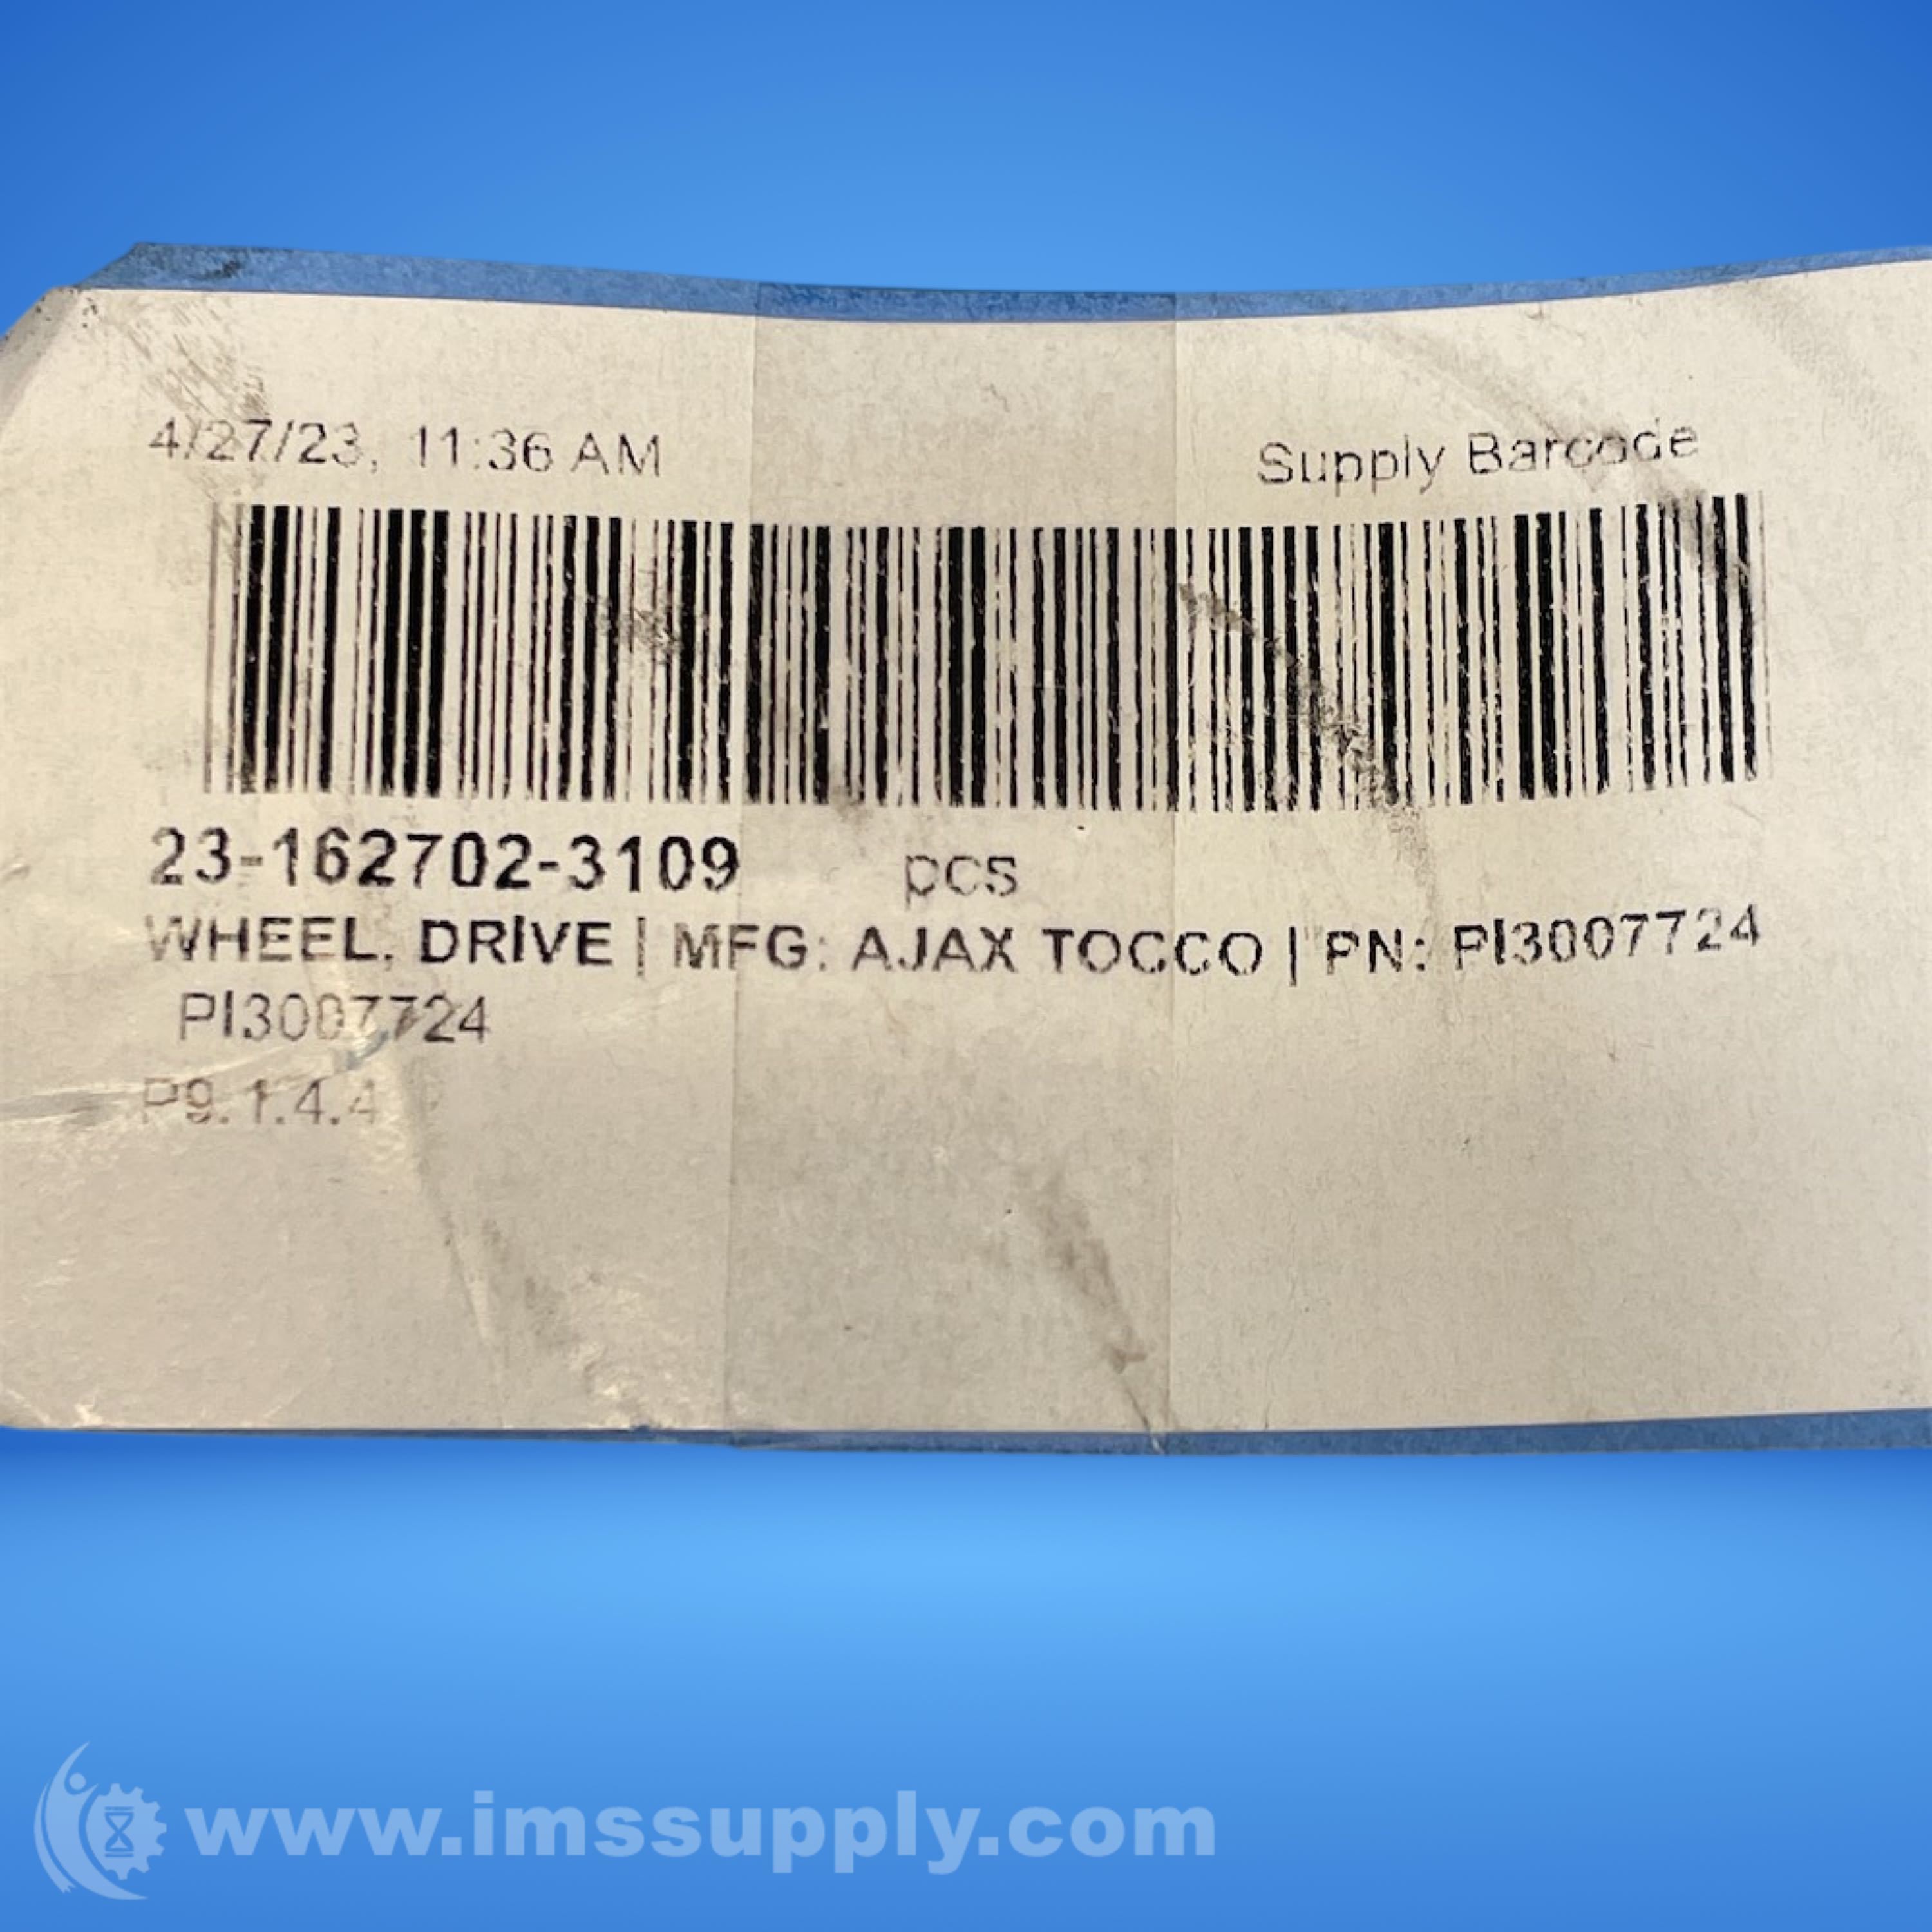 4/27/23, 11:36 AM Supply Barcode
23-162702-3109 pcs
WHEEL, DRIVE | MFG: AJAX TOCCO | PN: PI3007724
PI3007724
P9.1.4.4
www.imssupply.com